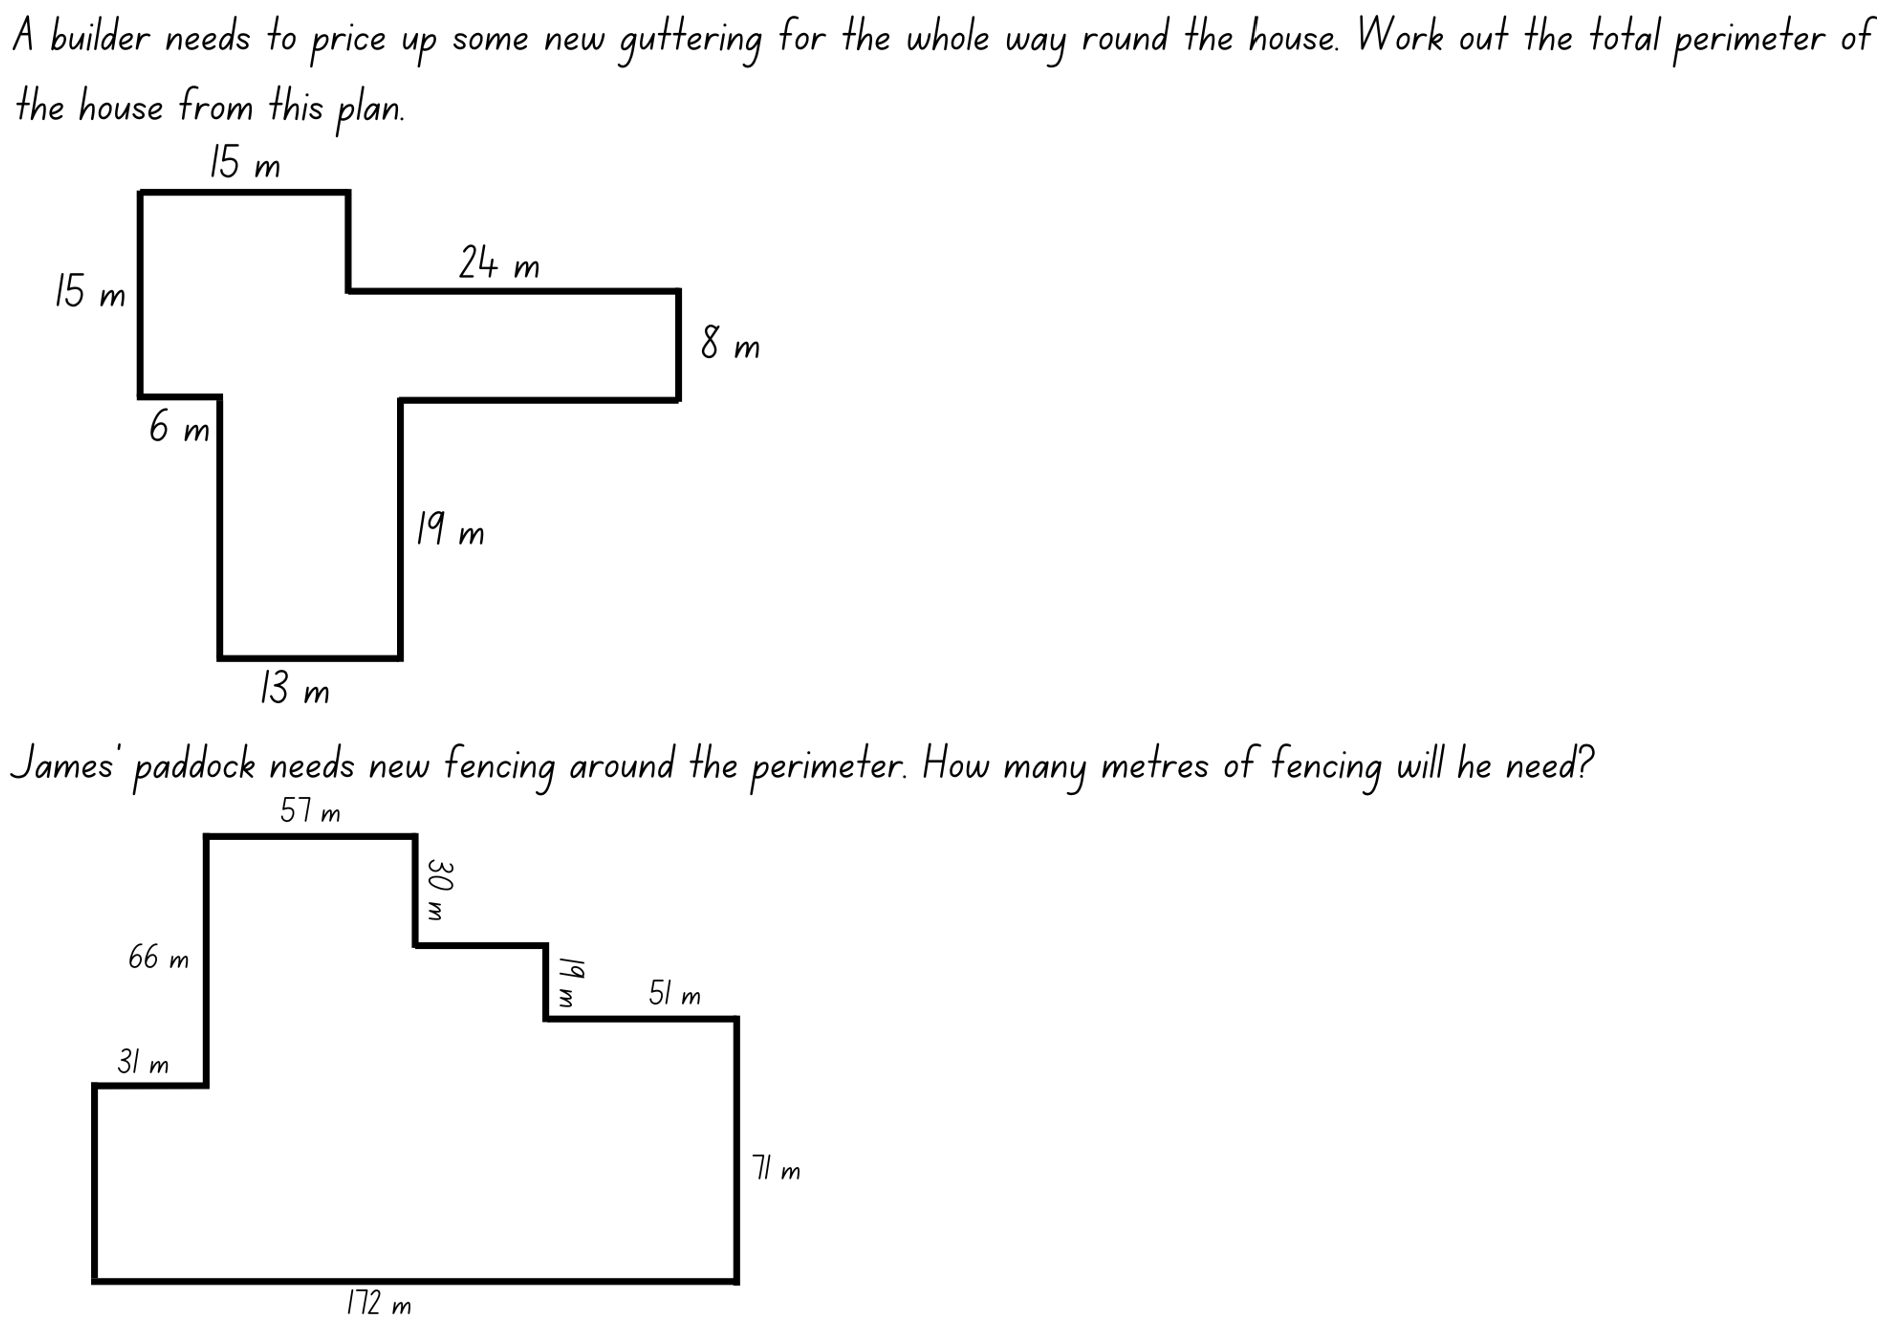 A builder needs to price up some new guttering for the whole way round the house. Work out the total perimeter of
the house from this plan.
15 m
24 m
15 m
8 m
6 m
19 m
13 m
James' paddock needs new fencing around the perimeter. How many metres of fencing will he need?
57 m
30 m
66 m
19 m
51 m
31 m
71 m
172 m